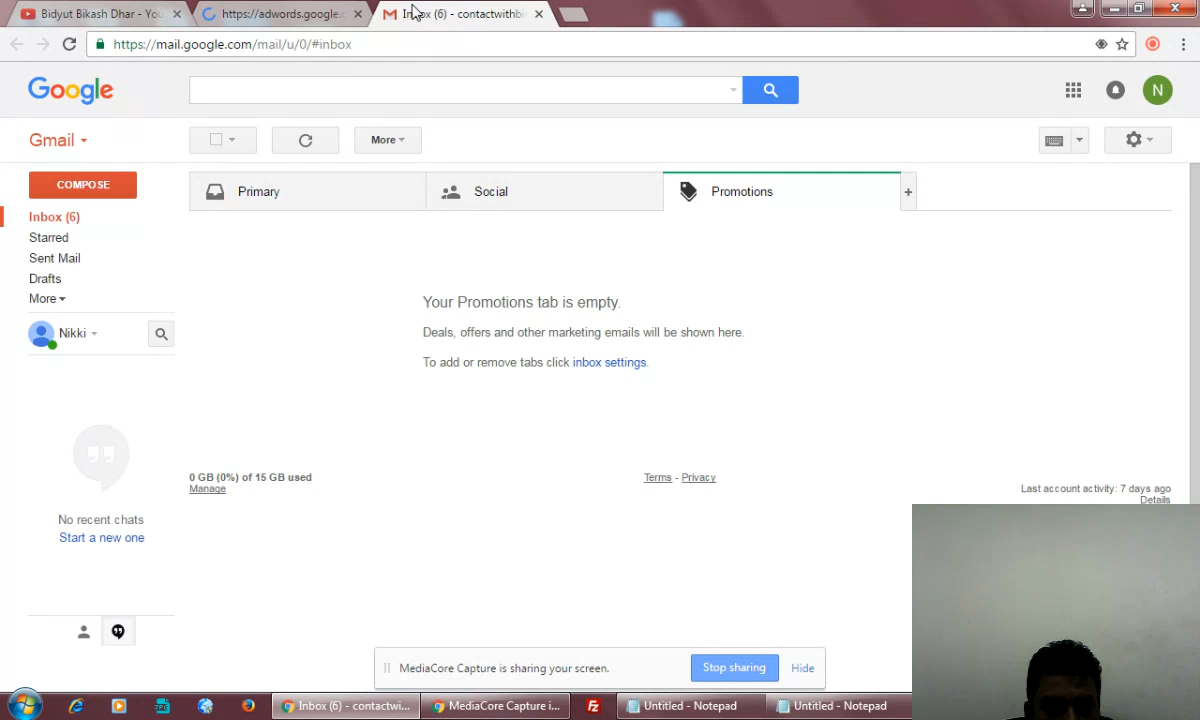 Bidyut Bikash Dhar - You
https://adwords.google.c
Inbox (6) - contactwithbi
https://mail.google.com/mail/u/0/#inbox
Google
N
Gmail
More
COMPOSE
Primary
Social
Promotions
+
Inbox (6)
Starred
Sent Mail
Drafts
More
Nikki
Your Promotions tab is empty.
Deals, offers and other marketing emails will be shown here.
To add or remove tabs click inbox settings.
0 GB (0%) of 15 GB used
Manage
Terms - Privacy
Last account activity: 7 days ago
Details
No recent chats
Start a new one
MediaCore Capture is sharing your screen.
Stop sharing
Hide
Inbox (6) - contactwi...
MediaCore Capture i...
Fz
Untitled - Notepad
Untitled - Notepad